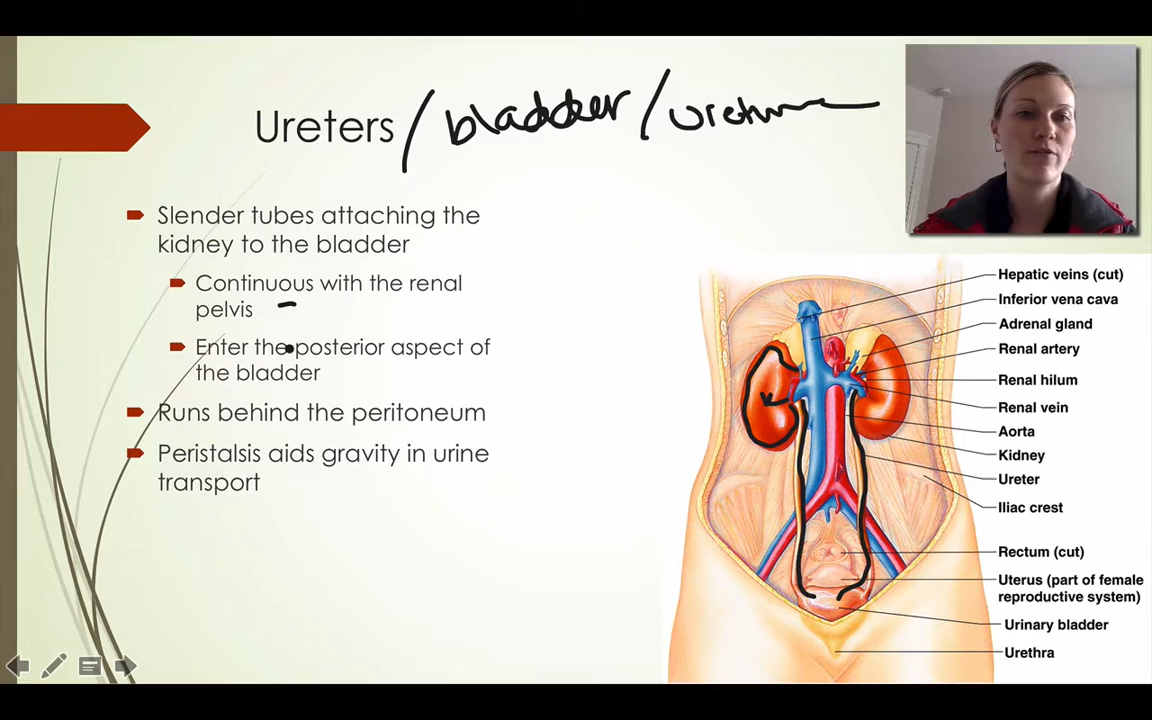 Ureters / bladder / urethra
Slender tubes attaching the
kidney to the bladder
Continuous with the renal
pelvis
Enter the posterior aspect of
the bladder
Runs behind the peritoneum
Peristalsis aids gravity in urine
transport
Hepatic veins (cut)
Inferior vena cava
Adrenal gland
Renal artery
Renal hilum
Renal vein
Aorta
Kidney
Ureter
Iliac crest
Rectum (cut)
Uterus (part of female
reproductive system)
Urinary bladder
Urethra